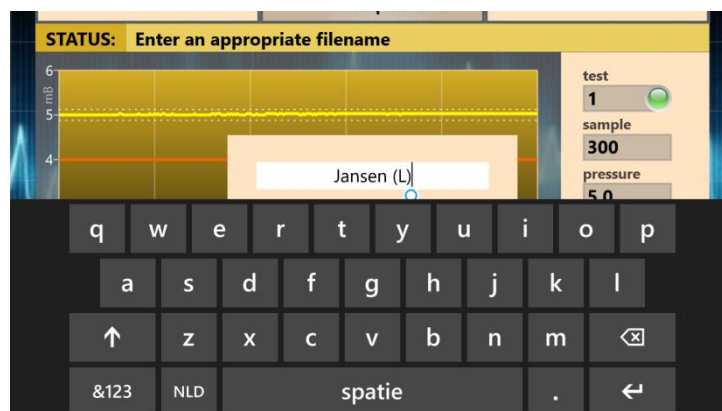 STATUS: Enter an appropriate filename
6
mB
5
4
test
1
sample
300
pressure
5.0
Jansen (L)
q w e r t y u i o p
a s d f g h j k l
z x c v b n m
&123 NLD spatie .